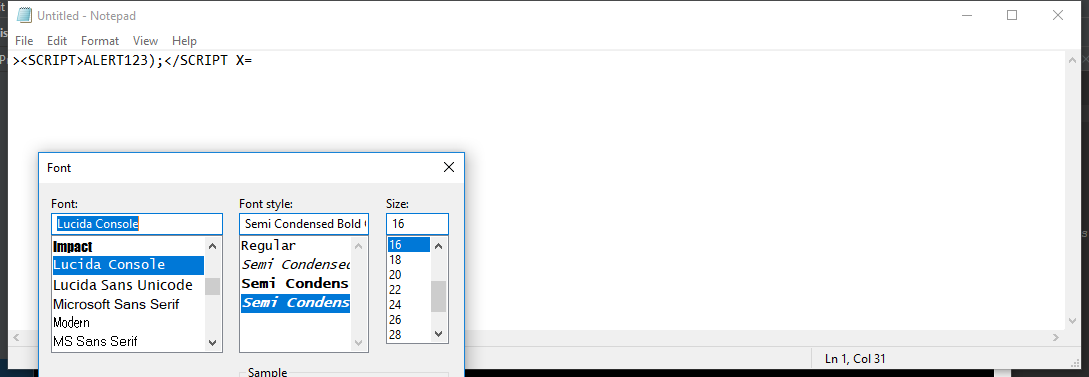 Untitled - Notepad
File Edit Format View Help
><SCRIPT>ALERT123);</SCRIPT X=
Font
Font: Font style: Size:
Lucida Console Semi Condensed Bold 16
Impact Regular 16
Lucida Console Semi Condensed 18
Lucida Sans Unicode Semi Condens 20
Microsoft Sans Serif Semi Condens 22
Modern 24
MS Sans Serif 26
28
Sample
Ln 1, Col 31